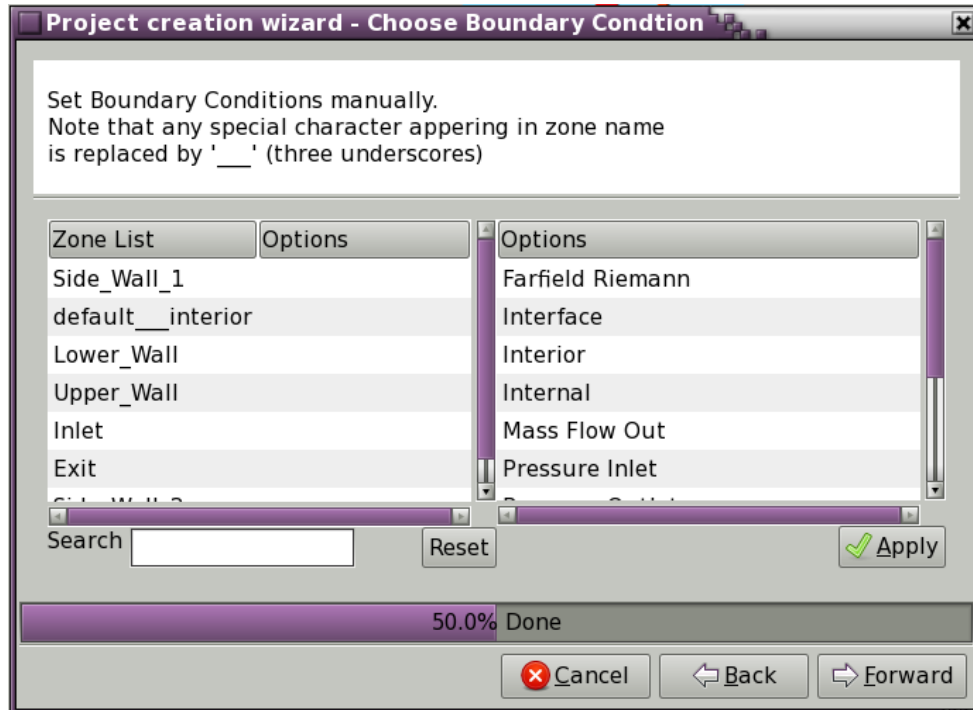 Project creation wizard - Choose Boundary Condtion
Set Boundary Conditions manually.
Note that any special character appering in zone name
is replaced by '___' (three underscores)
Zone List Options Options
Side_Wall_1 Farfield Riemann
default___interior Interface
Lower_Wall Interior
Upper_Wall Internal
Inlet Mass Flow Out
Exit Pressure Inlet
Search Reset Apply
50.0% Done
Cancel Back Forward